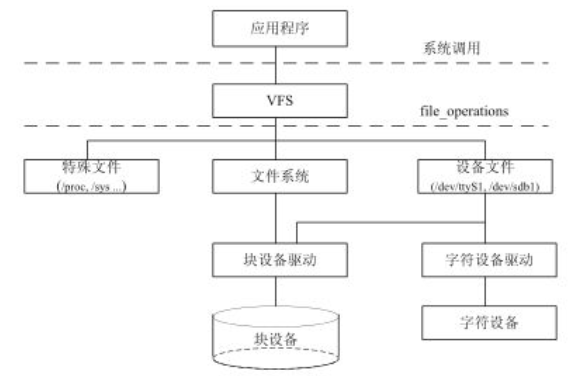 应用程序
系统调用
VFS
file_operations
特殊文件
(/proc, /sys ...)
文件系统
设备文件
(/dev/ttyS1, /dev/sdb1)
块设备驱动
字符设备驱动
块设备
字符设备